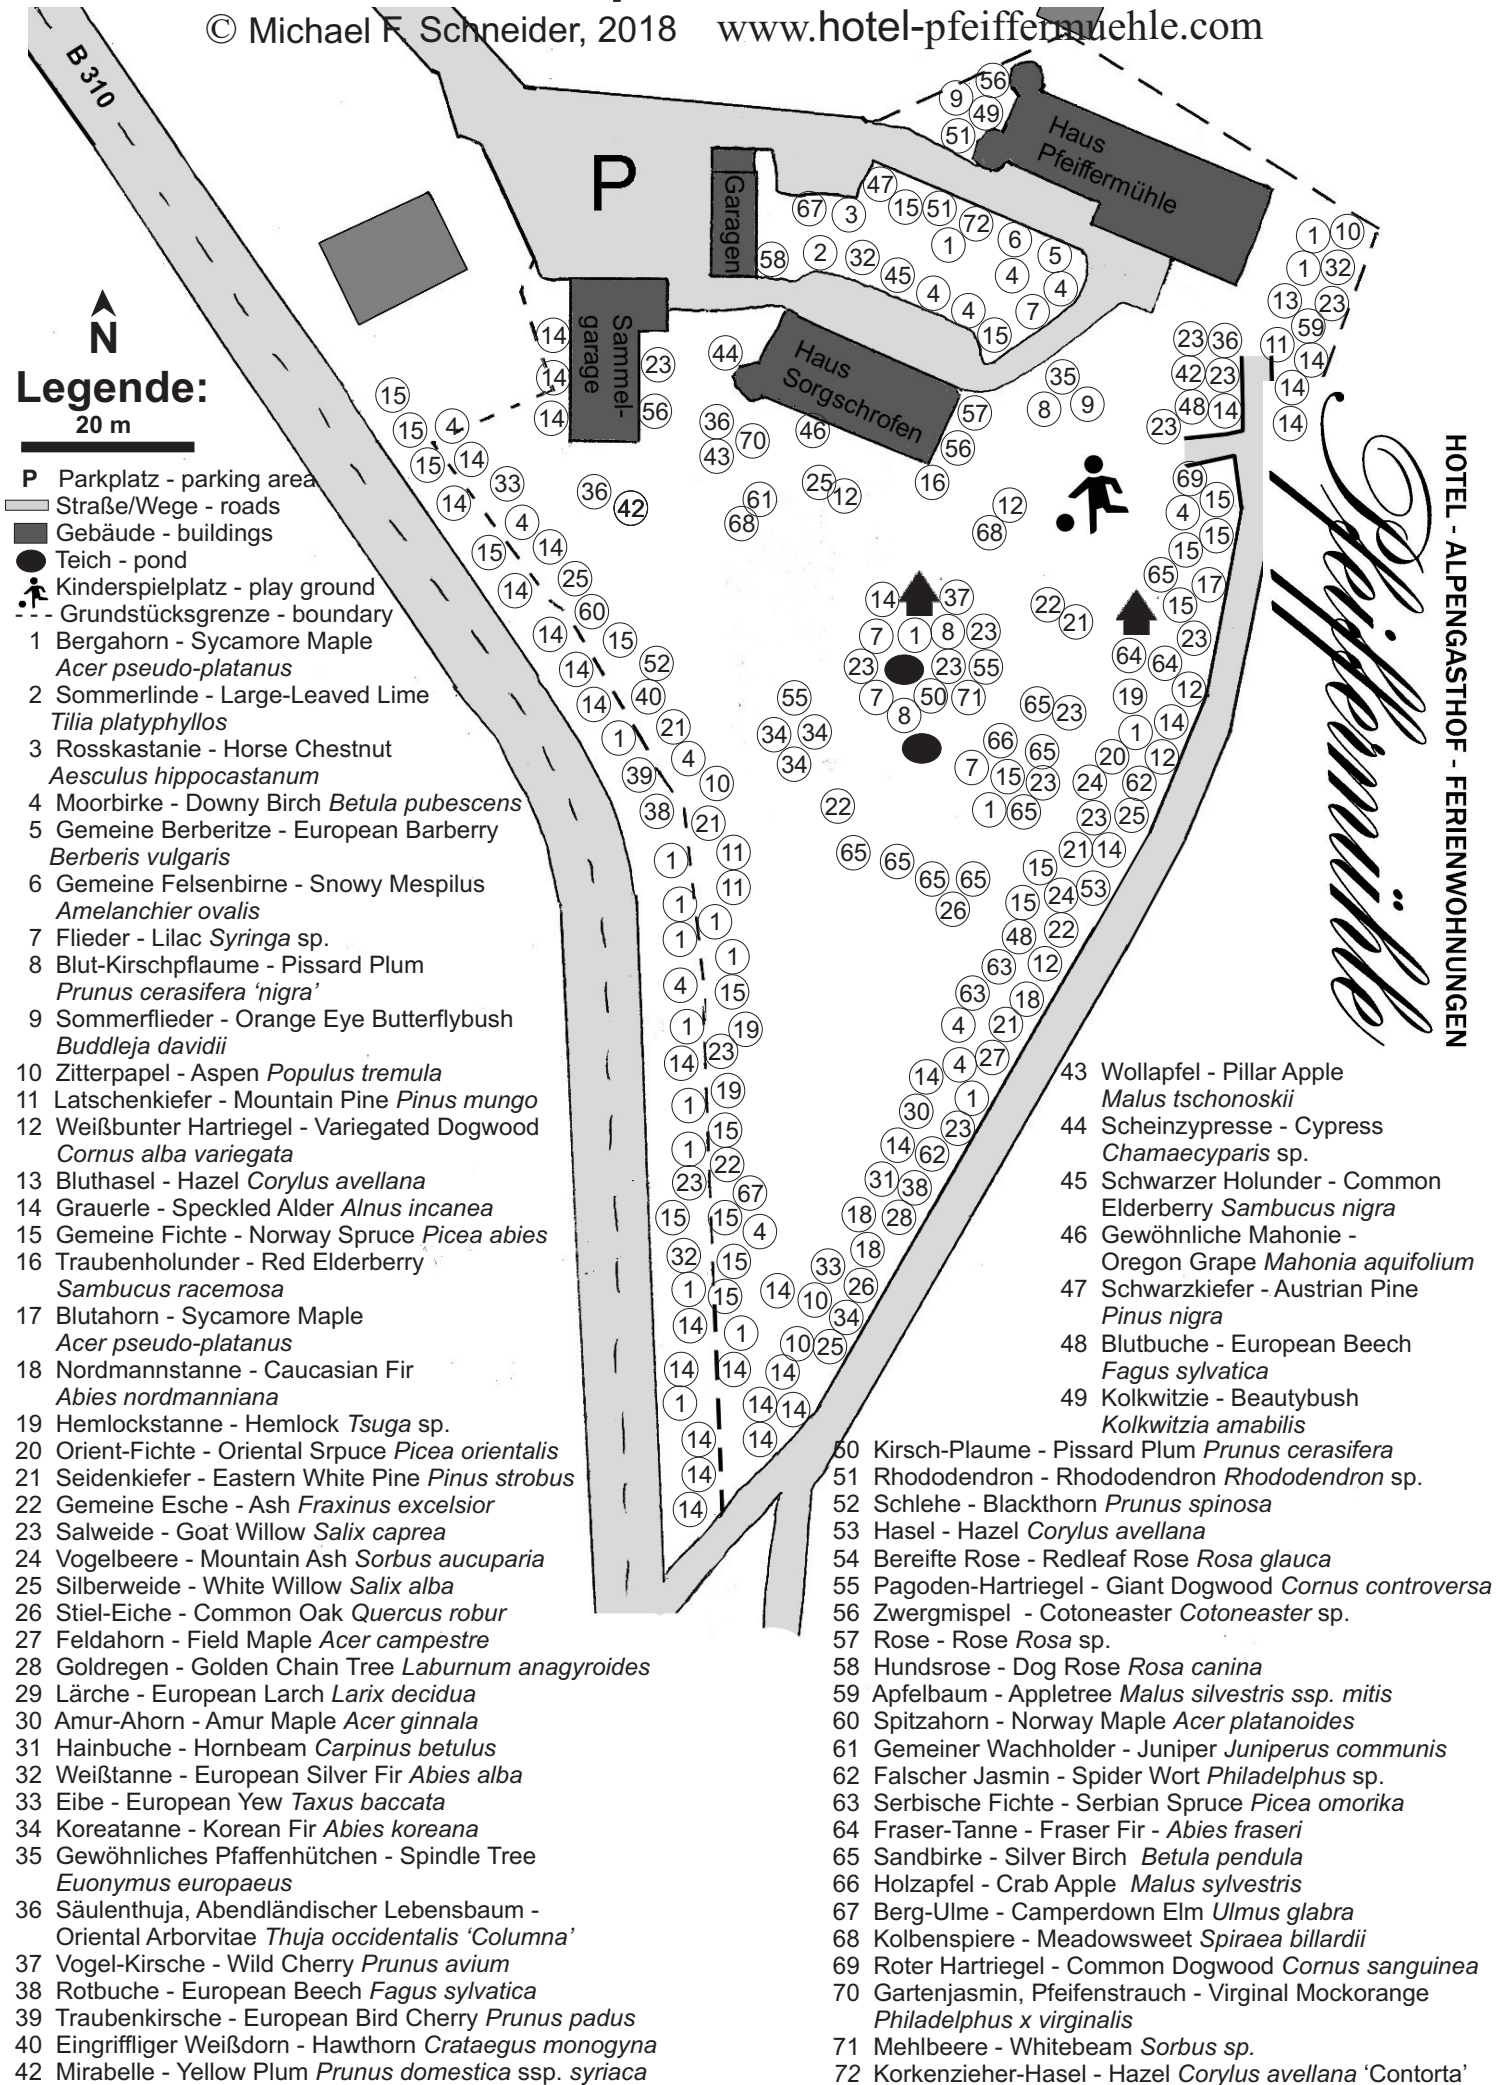 © Michael F. Schneider, 2018 www.hotel-pfeiffermuehle.com
B 310
P
Garagen
Haus
Pfeiffermühle
Sammel-
garage
Haus
Sorgschrofen
N
Legende:
20 m
P Parkplatz - parking area
Straße/Wege - roads
Gebäude - buildings
Teich - pond
Kinderspielplatz - play ground
Grundstücksgrenze - boundary
1 Bergahorn - Sycamore Maple
Acer pseudo-platanus
2 Sommerlinde - Large-Leaved Lime
Tilia platyphyllos
3 Rosskastanie - Horse Chestnut
Aesculus hippocastanum
4 Moorbirke - Downy Birch Betula pubescens
5 Gemeine Berberitze - European Barberry
Berberis vulgaris
6 Gemeine Felsenbirne - Snowy Mespilus
Amelanchier ovalis
7 Flieder - Lilac Syringa sp.
8 Blut-Kirschpflaume - Pissard Plum
Prunus cerasifera ‘nigra’
9 Sommerflieder - Orange Eye Butterflybush
Buddleja davidii
10 Zitterpapel - Aspen Populus tremula
11 Latschenkiefer - Mountain Pine Pinus mungo
12 Weißbunter Hartriegel - Variegated Dogwood
Cornus alba variegata
13 Bluthasel - Hazel Corylus avellana
14 Grauerle - Speckled Alder Alnus incanea
15 Gemeine Fichte - Norway Spruce Picea abies
16 Traubenholunder - Red Elderberry
Sambucus racemosa
17 Blutahorn - Sycamore Maple
Acer pseudo-platanus
18 Nordmannstanne - Caucasian Fir
Abies nordmanniana
19 Hemlockstanne - Hemlock Tsuga sp.
20 Orient-Fichte - Oriental Srpuce Picea orientalis
21 Seidenkiefer - Eastern White Pine Pinus strobus
22 Gemeine Esche - Ash Fraxinus excelsior
23 Salweide - Goat Willow Salix caprea
24 Vogelbeere - Mountain Ash Sorbus aucuparia
25 Silberweide - White Willow Salix alba
26 Stiel-Eiche - Common Oak Quercus robur
27 Feldahorn - Field Maple Acer campestre
28 Goldregen - Golden Chain Tree Laburnum anagyroides
29 Lärche - European Larch Larix decidua
30 Amur-Ahorn - Amur Maple Acer ginnala
31 Hainbuche - Hornbeam Carpinus betulus
32 Weißtanne - European Silver Fir Abies alba
33 Eibe - European Yew Taxus baccata
34 Koreatanne - Korean Fir Abies koreana
35 Gewöhnliches Pfaffenhütchen - Spindle Tree
Euonymus europaeus
36 Säulenthuja, Abendländischer Lebensbaum -
Oriental Arborvitae Thuja occidentalis ‘Columna’
37 Vogel-Kirsche - Wild Cherry Prunus avium
38 Rotbuche - European Beech Fagus sylvatica
39 Traubenkirsche - European Bird Cherry Prunus padus
40 Eingriffliger Weißdorn - Hawthorn Crataegus monogyna
42 Mirabelle - Yellow Plum Prunus domestica ssp. syriaca
43 Wollapfel - Pillar Apple
Malus tschonoskii
44 Scheinzypresse - Cypress
Chamaecyparis sp.
45 Schwarzer Holunder - Common
Elderberry Sambucus nigra
46 Gewöhnliche Mahonie -
Oregon Grape Mahonia aquifolium
47 Schwarzkiefer - Austrian Pine
Pinus nigra
48 Blutbuche - European Beech
Fagus sylvatica
49 Kolkwitzie - Beautybush
Kolkwitzia amabilis
50 Kirsch-Plaume - Pissard Plum Prunus cerasifera
51 Rhododendron - Rhododendron Rhododendron sp.
52 Schlehe - Blackthorn Prunus spinosa
53 Hasel - Hazel Corylus avellana
54 Bereifte Rose - Redleaf Rose Rosa glauca
55 Pagoden-Hartriegel - Giant Dogwood Cornus controversa
56 Zwergmispel - Cotoneaster Cotoneaster sp.
57 Rose - Rose Rosa sp.
58 Hundsrose - Dog Rose Rosa canina
59 Apfelbaum - Appletree Malus silvestris ssp. mitis
60 Spitzahorn - Norway Maple Acer platanoides
61 Gemeiner Wachholder - Juniper Juniperus communis
62 Falscher Jasmin - Spider Wort Philadelphus sp.
63 Serbische Fichte - Serbian Spruce Picea omorika
64 Fraser-Tanne - Fraser Fir - Abies fraseri
65 Sandbirke - Silver Birch Betula pendula
66 Holzapfel - Crab Apple Malus sylvestris
67 Berg-Ulme - Camperdown Elm Ulmus glabra
68 Kolbenspiere - Meadowsweet Spiraea billardii
69 Roter Hartriegel - Common Dogwood Cornus sanguinea
70 Gartenjasmin, Pfeifenstrauch - Virginal Mockorange
Philadelphus x virginalis
71 Mehlbeere - Whitebeam Sorbus sp.
72 Korkenzieher-Hasel - Hazel Corylus avellana ‘Contorta’
Pfeiffermühle
HOTEL - ALPENGASTHOF - FERIENWOHNUNGEN